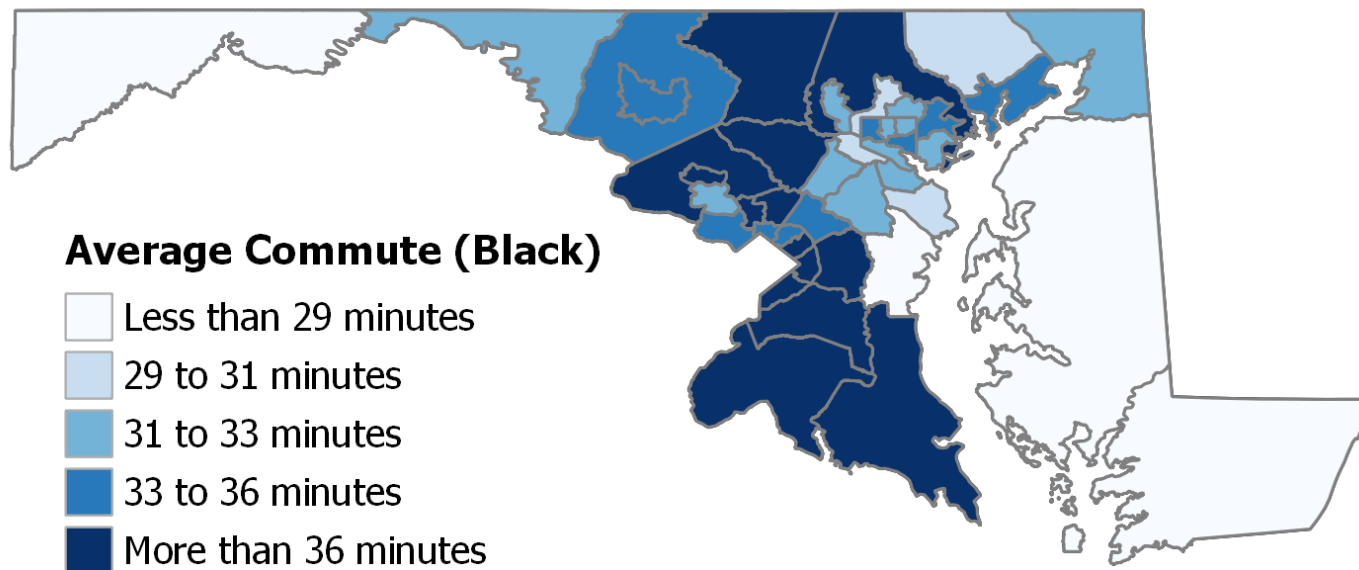 Average Commute (Black)
Less than 29 minutes
29 to 31 minutes
31 to 33 minutes
33 to 36 minutes
More than 36 minutes